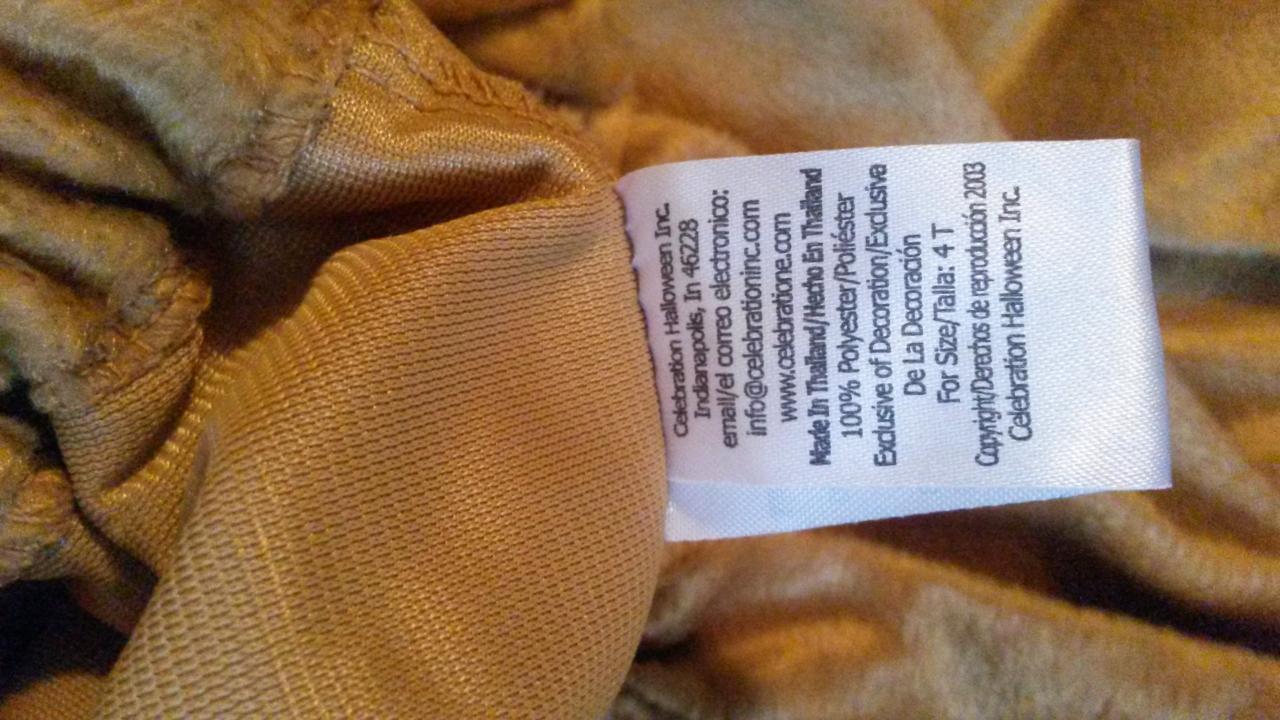 Celebration Halloween Inc.
Indianapolis, In 46228
email/el correo electronico:
info@celebrationinc.com
www.celebratione.com
Made In Thailand/Hecho En Thailand
100% Polyester/Poliéster
Exclusive of Decoration/Exclusiva
De La Decoración
For Size/Talla: 4 T
Copyright/Derechos de reproducción 2003
Celebration Halloween Inc.